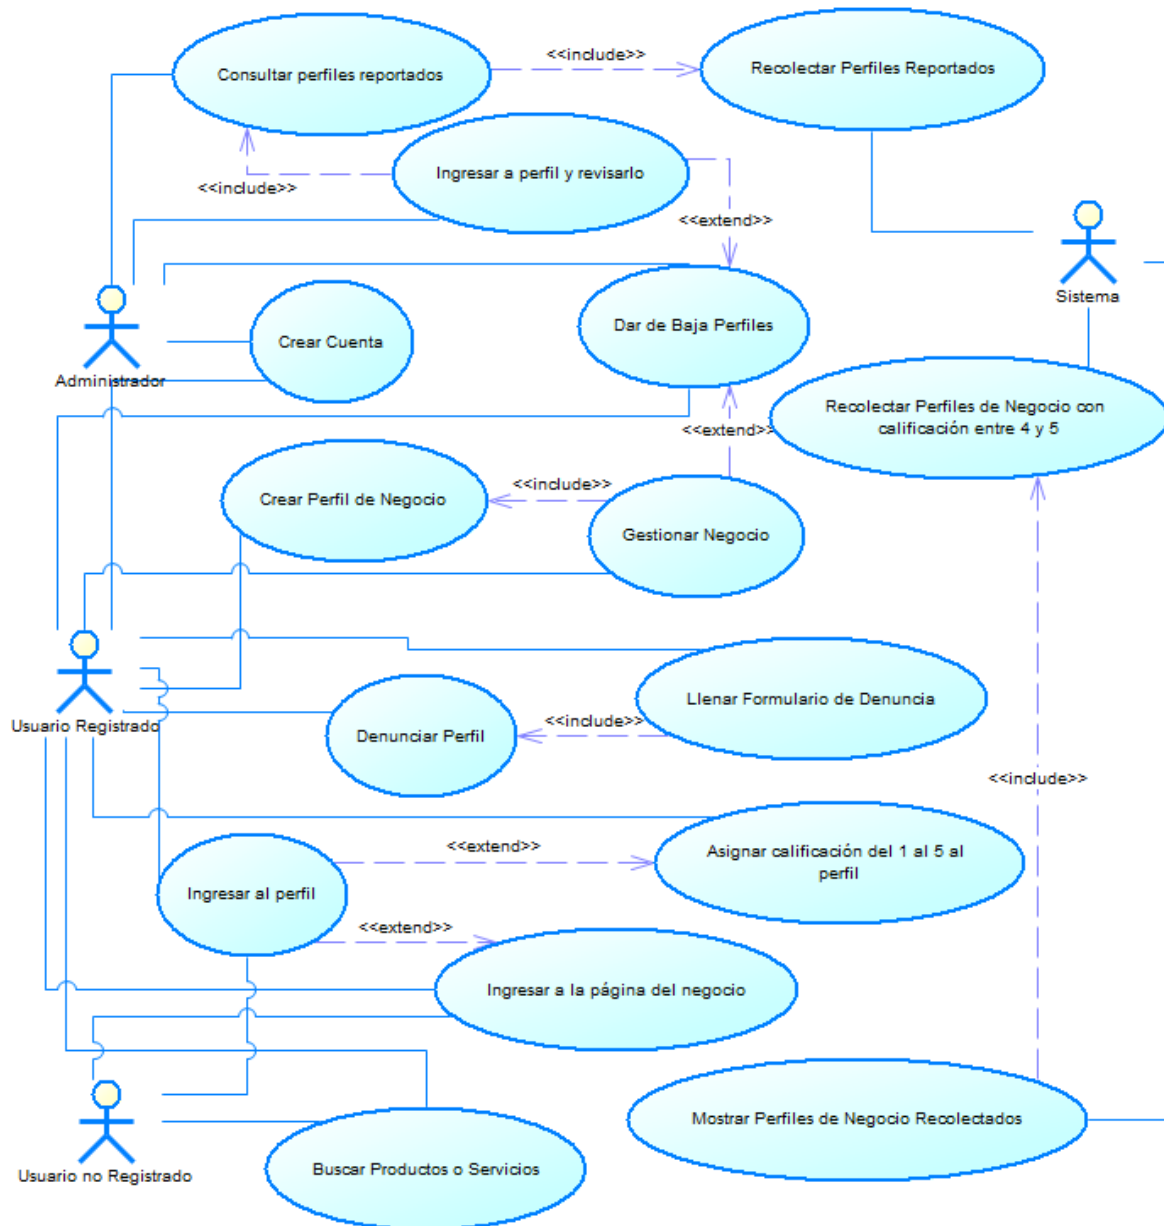 <<include>>
Consultar perfiles reportados
Recolectar Perfiles Reportados
Ingresar a perfil y revisarlo
<<include>>
<<extend>>
Sistema
Dar de Baja Perfiles
Crear Cuenta
Administrador
Recolectar Perfiles de Negocio con
calificación entre 4 y 5
<<extend>>
<<include>>
Crear Perfil de Negocio
Gestionar Negocio
Llenar Formulario de Denuncia
Usuario Registrado
<<include>>
Denunciar Perfil
<<include>>
<<extend>>
Asignar calificación del 1 al 5 al
perfil
Ingresar al perfil
<<extend>>
Ingresar a la página del negocio
Mostrar Perfiles de Negocio Recolectados
Usuario no Registrado
Buscar Productos o Servicios